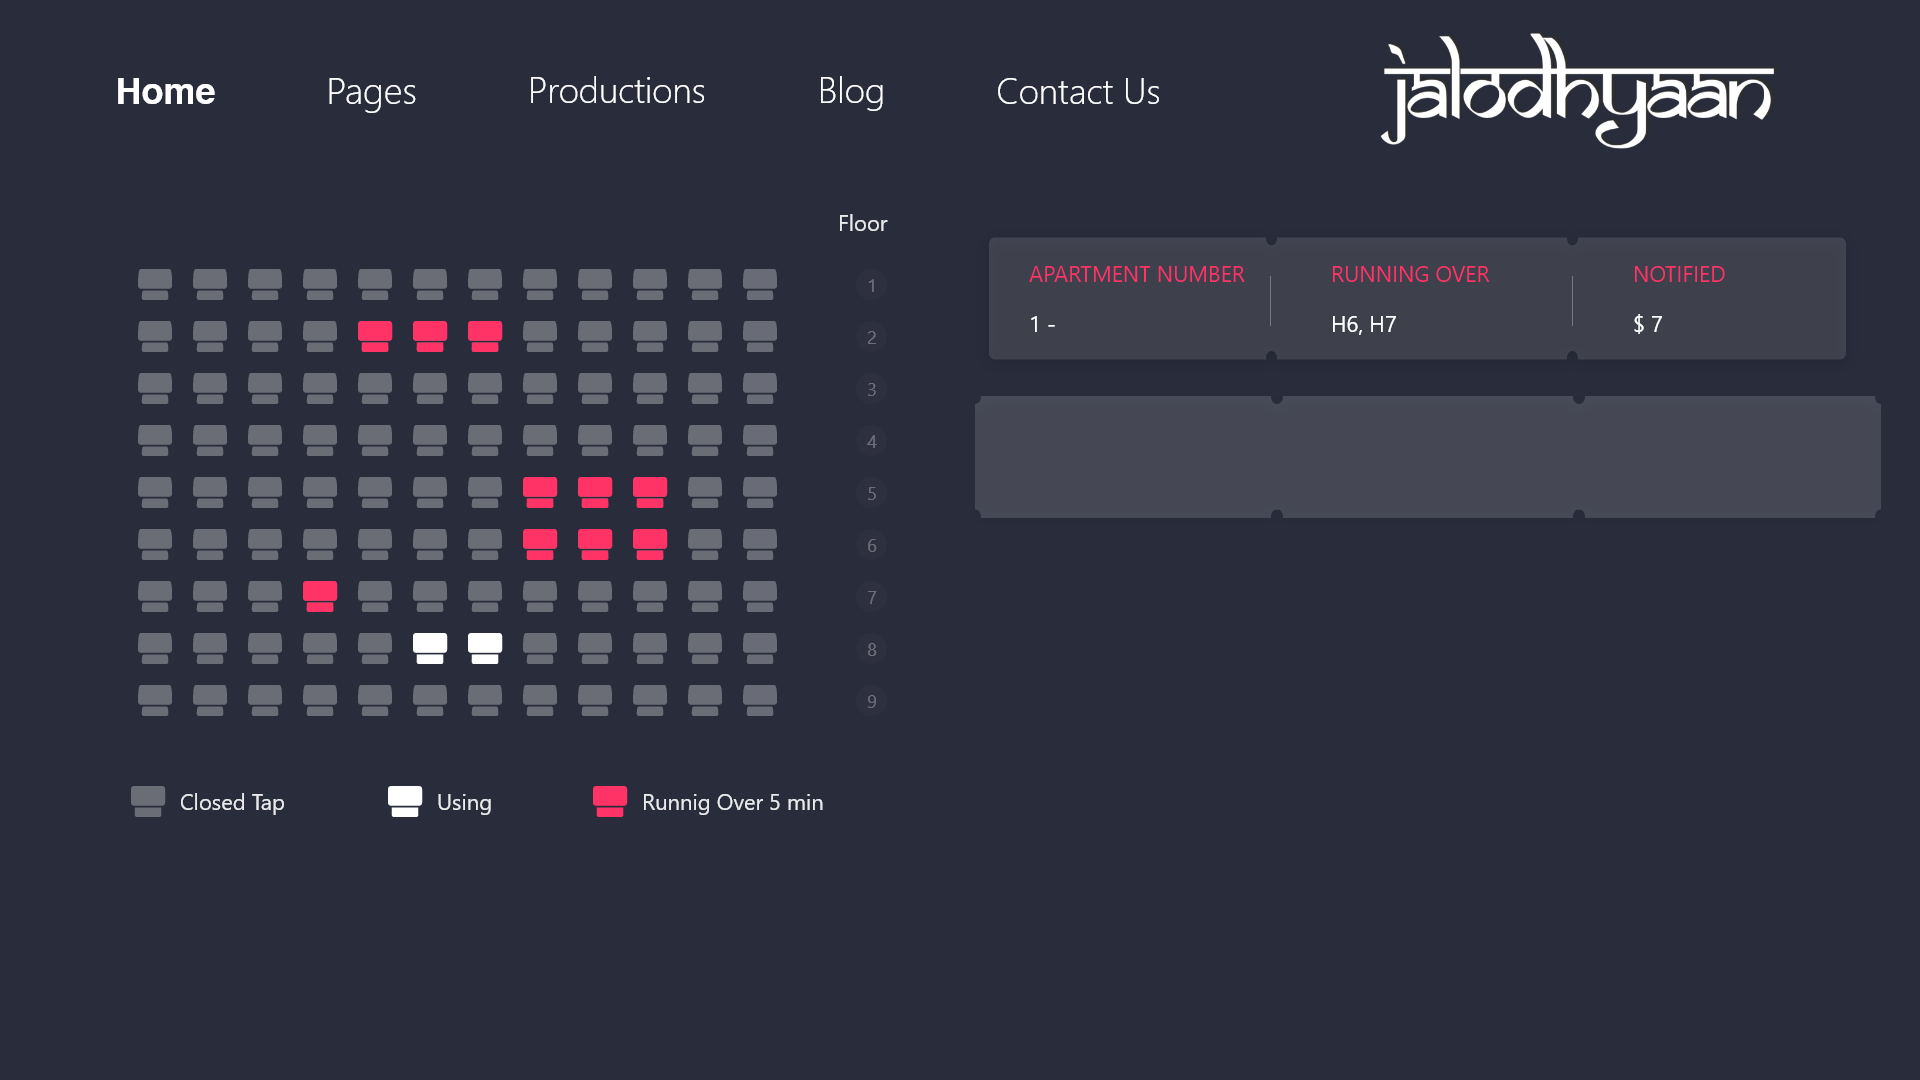 Home Pages Productions Blog Contact Us jalodhyaan
Floor
1
2
3
4
5
6
7
8
9
Closed Tap Using Runnig Over 5 min
APARTMENT NUMBER RUNNING OVER NOTIFIED
1 - H6, H7 $ 7